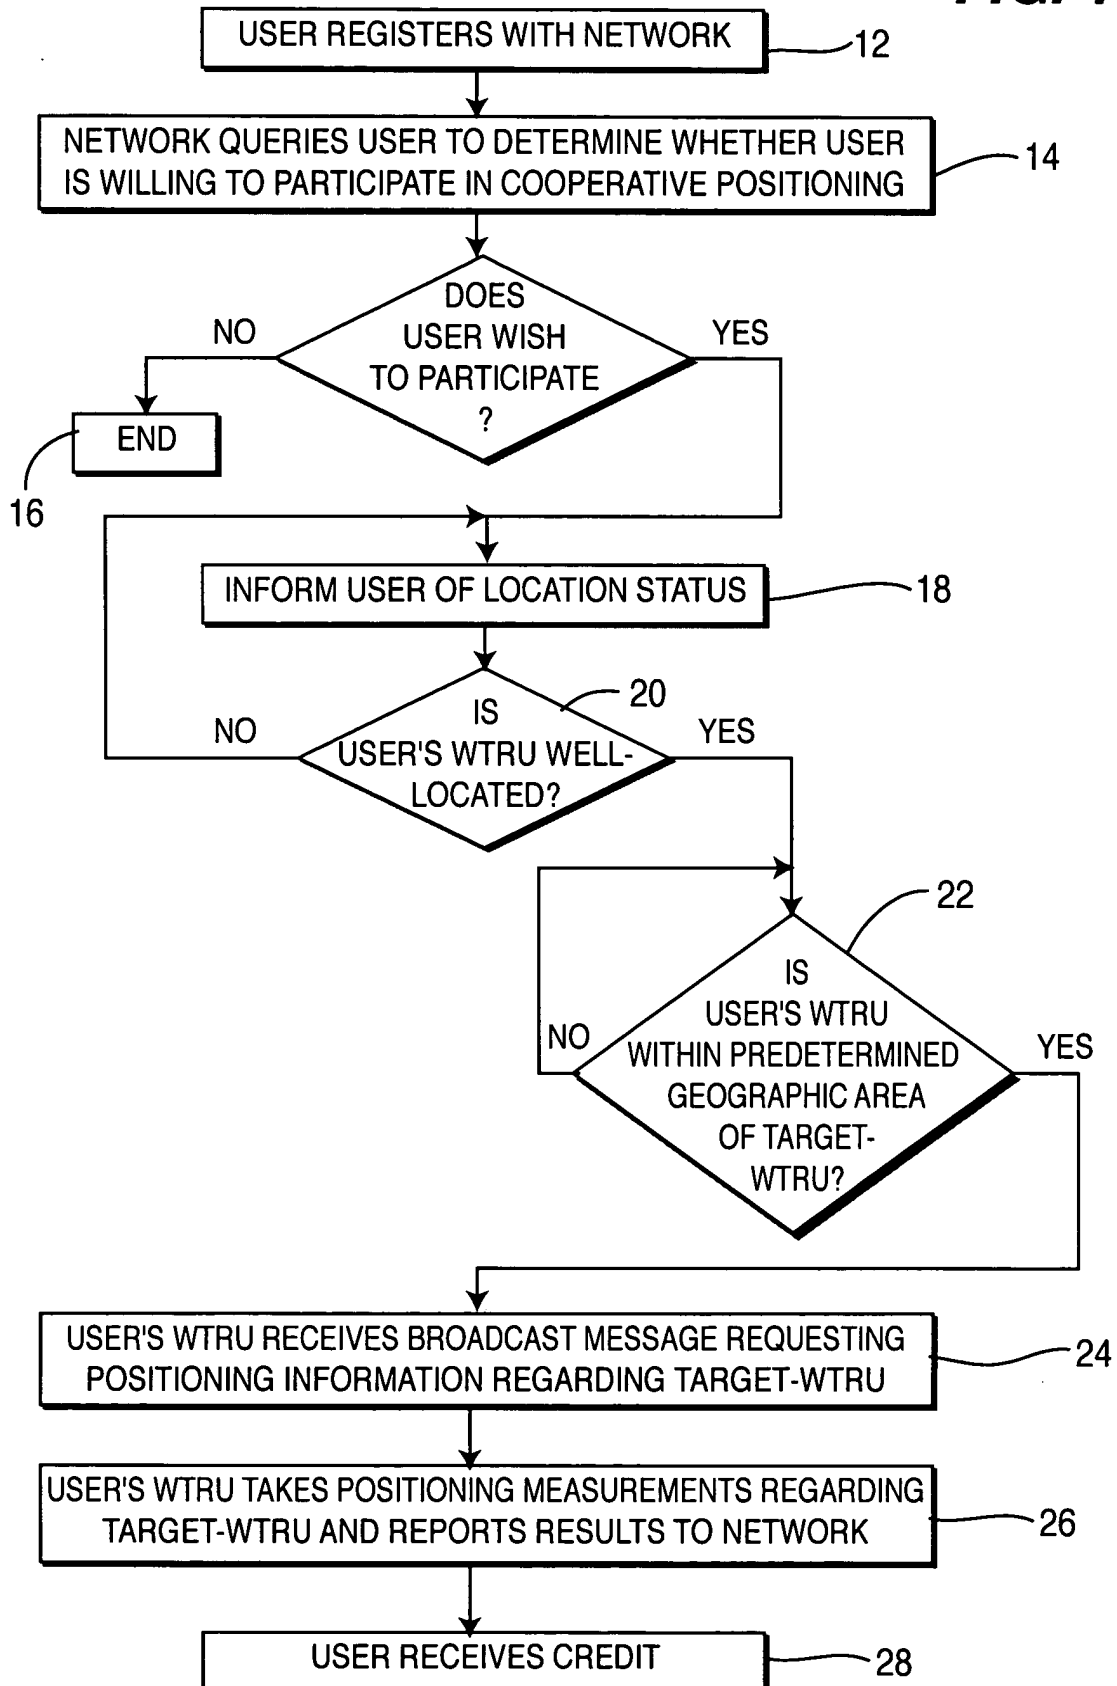 USER REGISTERS WITH NETWORK
12
NETWORK QUERIES USER TO DETERMINE WHETHER USER
IS WILLING TO PARTICIPATE IN COOPERATIVE POSITIONING
14
DOES
USER WISH
TO PARTICIPATE
?
NO
YES
END
16
INFORM USER OF LOCATION STATUS
18
IS
USER'S WTRU WELL-
LOCATED?
20
NO
YES
22
IS
USER'S WTRU
WITHIN PREDETERMINED
GEOGRAPHIC AREA
OF TARGET-
WTRU?
NO
YES
USER'S WTRU RECEIVES BROADCAST MESSAGE REQUESTING
POSITIONING INFORMATION REGARDING TARGET-WTRU
24
USER'S WTRU TAKES POSITIONING MEASUREMENTS REGARDING
TARGET-WTRU AND REPORTS RESULTS TO NETWORK
26
USER RECEIVES CREDIT
28